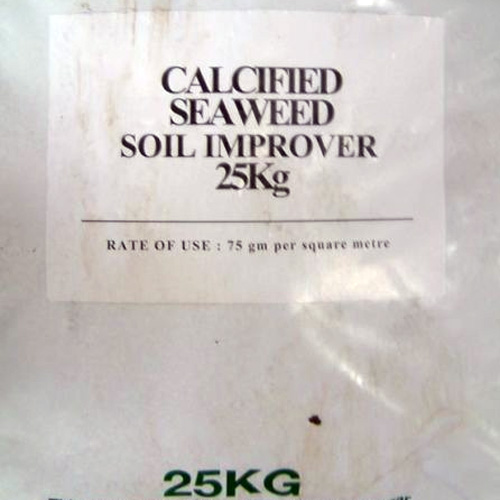 CALCIFIED
SEAWEED
SOIL IMPROVER
25Kg
RATE OF USE : 75 gm per square metre
25KG